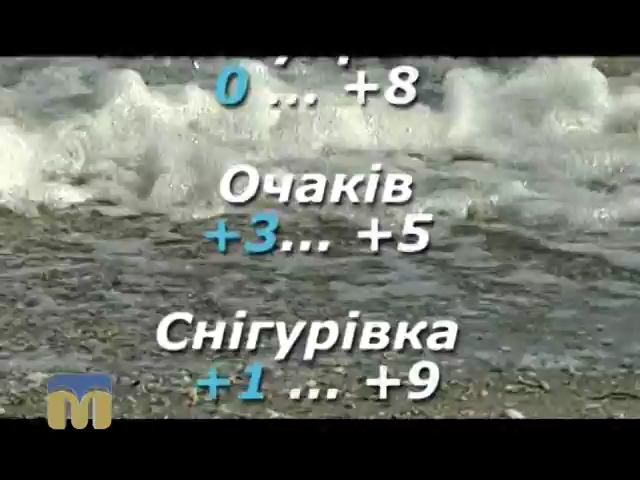 0 ... +8
Очаків
+3... +5
Снігурівка
+1 ... +9
M